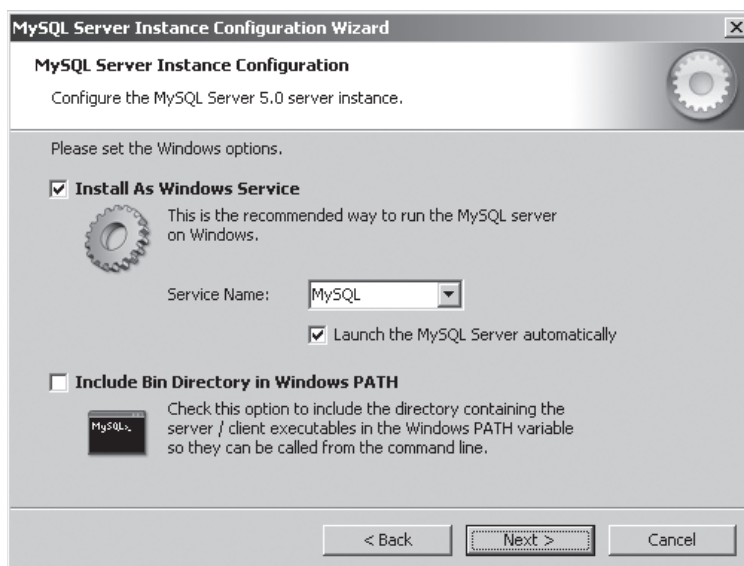 MySQL Server Instance Configuration Wizard
MySQL Server Instance Configuration
Configure the MySQL Server 5.0 server instance.
Please set the Windows options.
Install As Windows Service
This is the recommended way to run the MySQL server
on Windows.
Service Name: MySQL
Launch the MySQL Server automatically
Include Bin Directory in Windows PATH
MySQL>_
Check this option to include the directory containing the
server / client executables in the Windows PATH variable
so they can be called from the command line.
< Back Next > Cancel